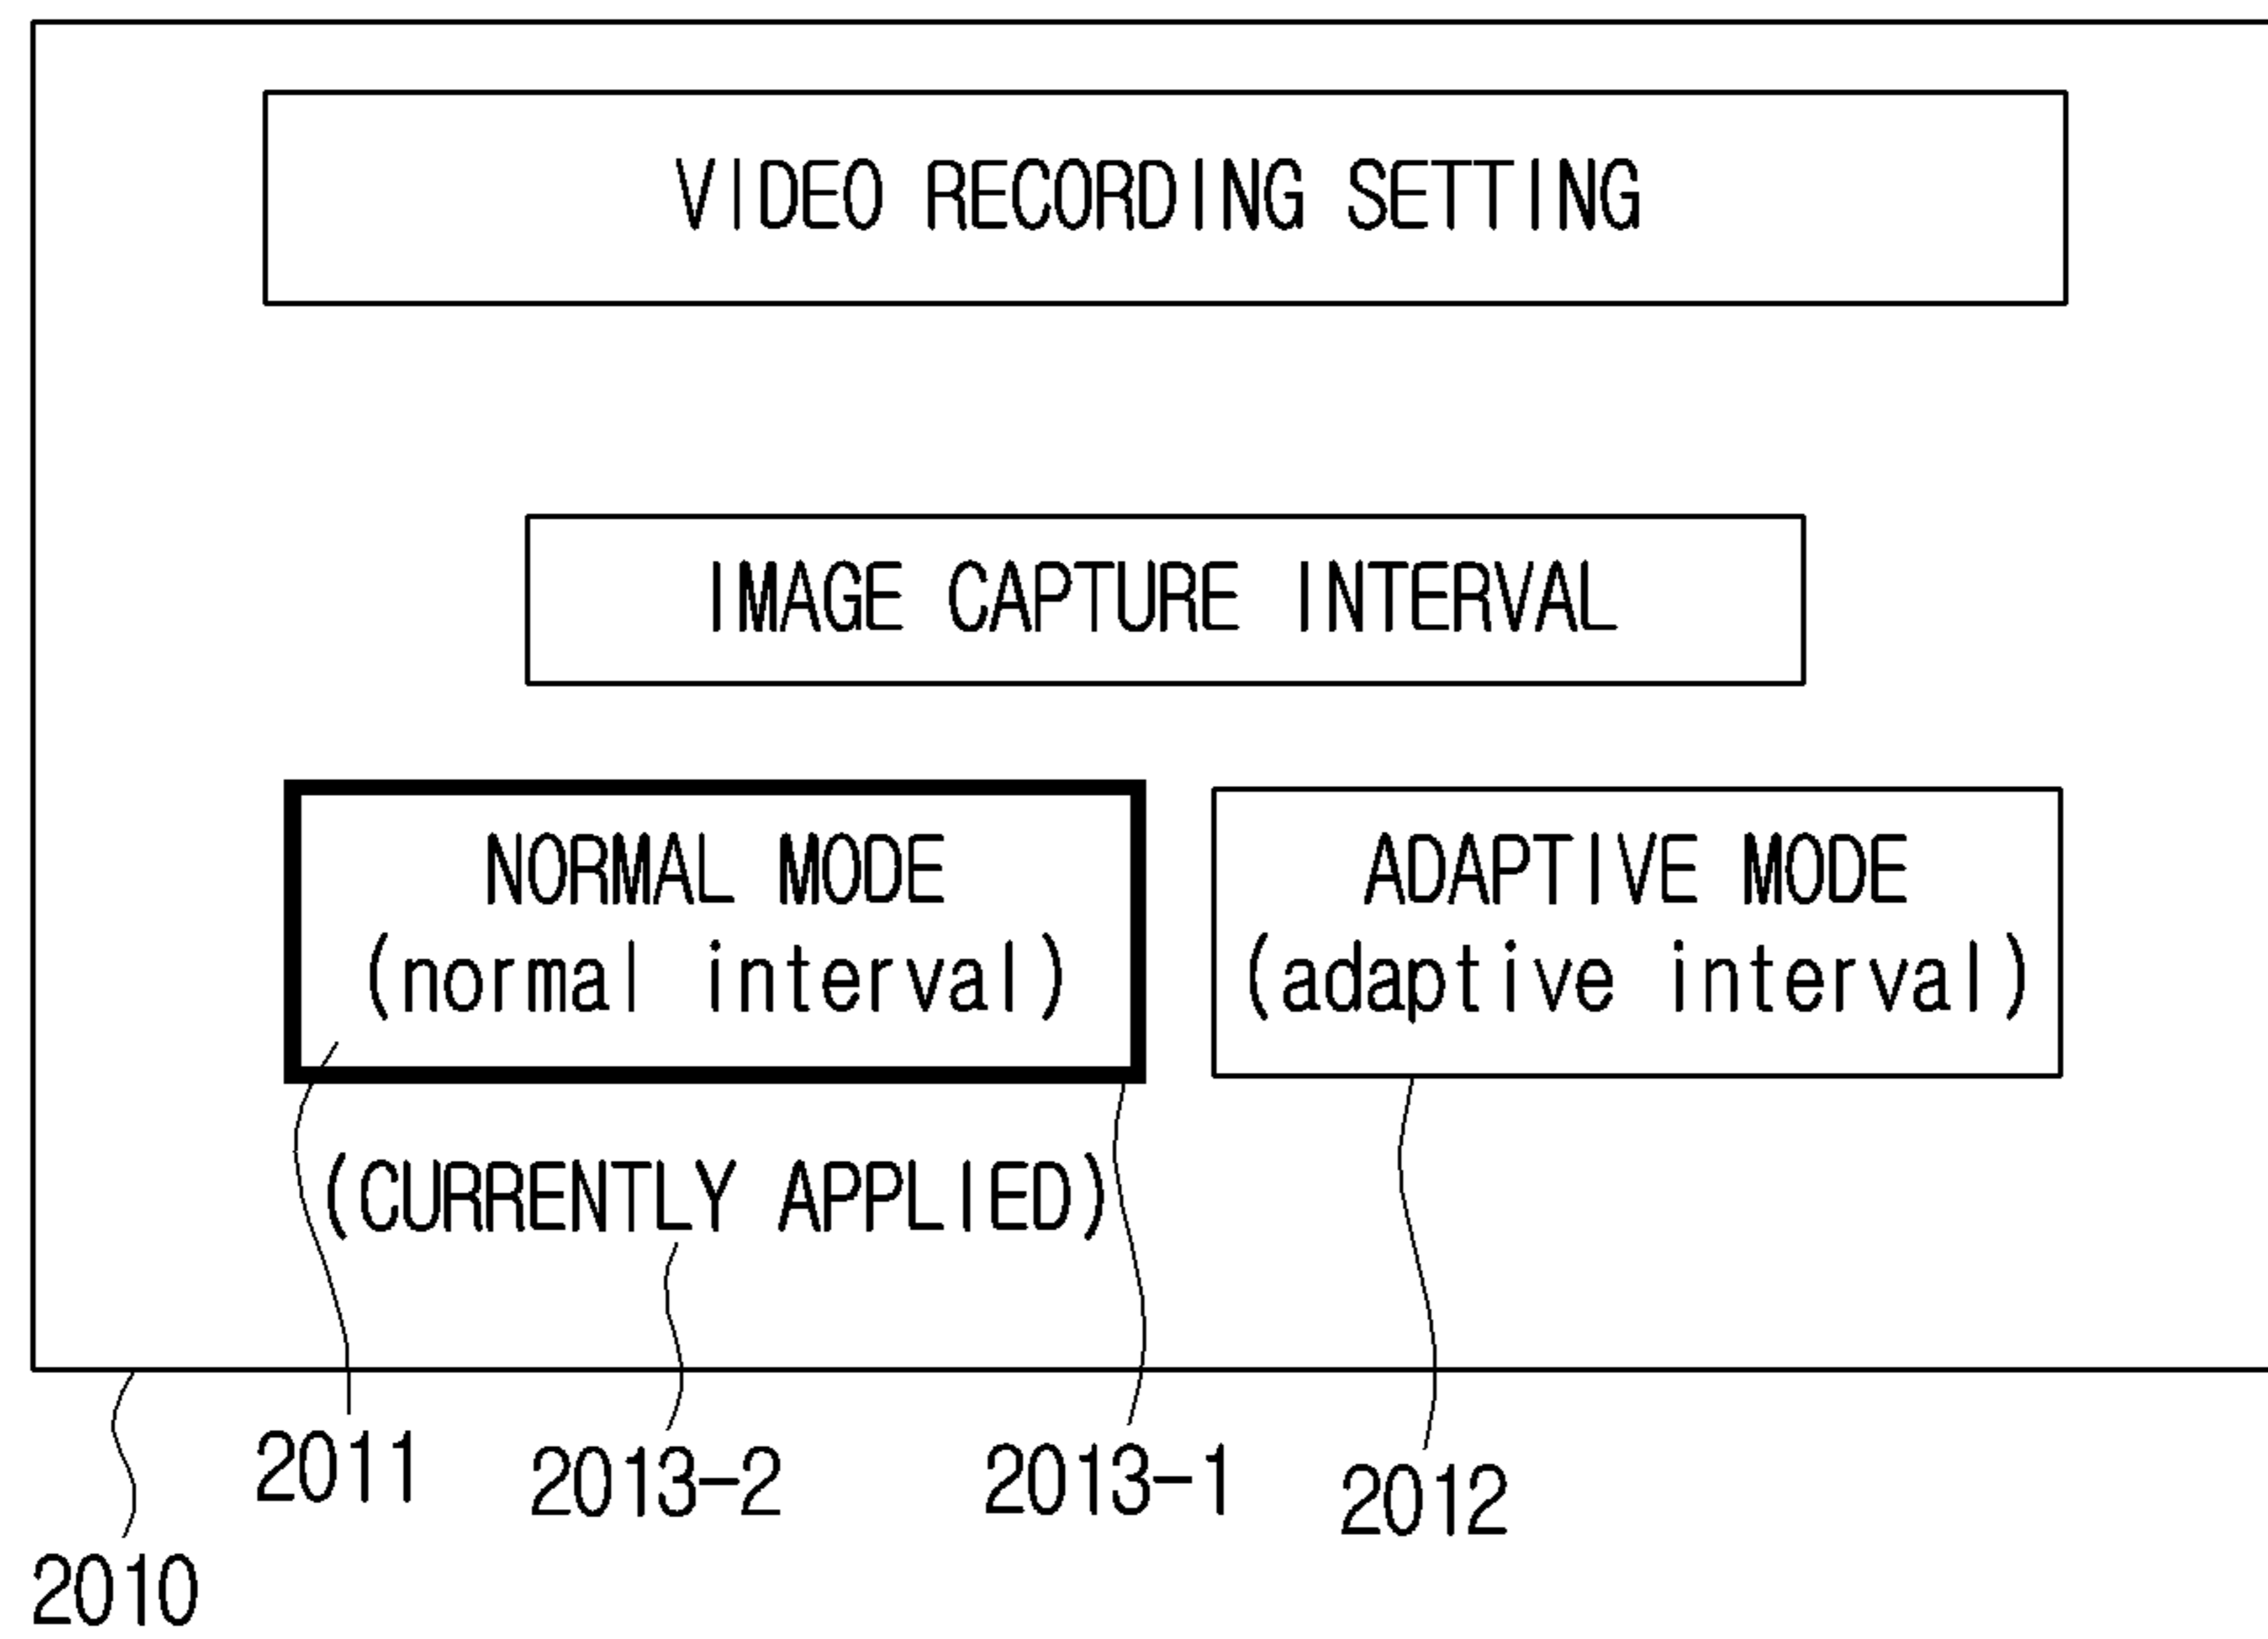 VIDEO RECORDING SETTING
IMAGE CAPTURE INTERVAL
NORMAL MODE
(normal interval)
ADAPTIVE MODE
(adaptive interval)
(CURRENTLY APPLIED)
2011
2013-2
2013-1
2012
2010